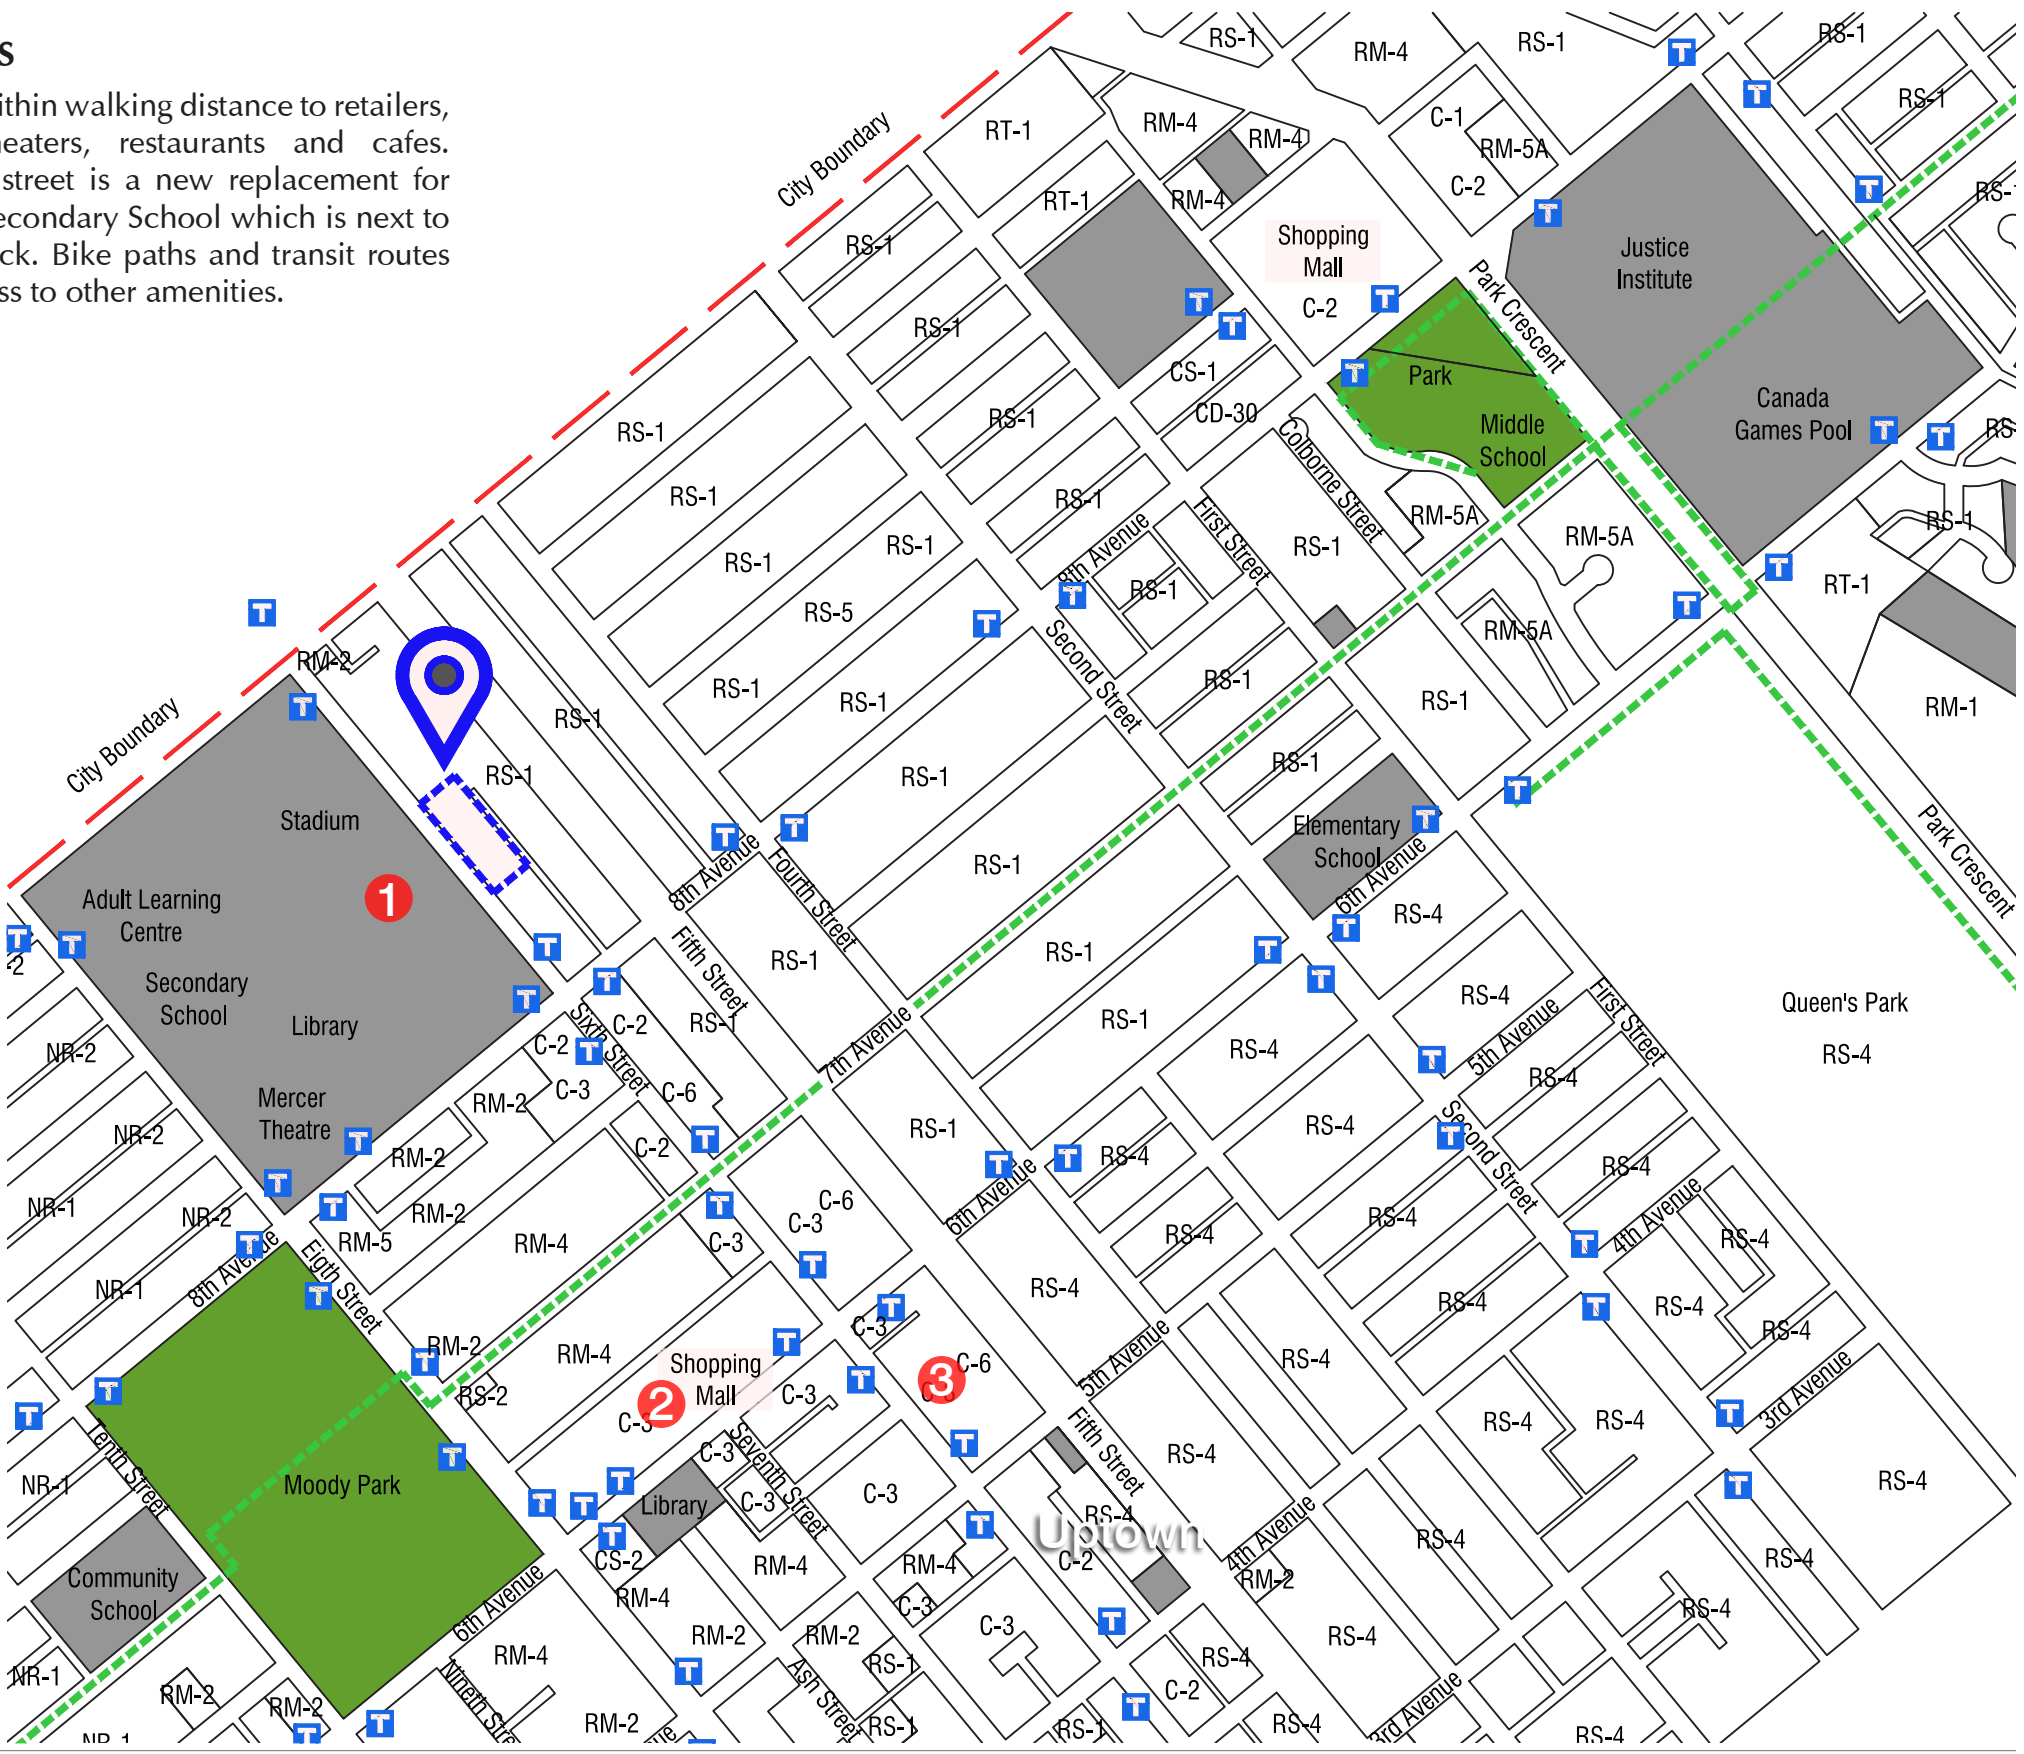 s
ithin walking distance to retailers,
heaters, restaurants and cafes.
street is a new replacement for
econdary School which is next to
ck. Bike paths and transit routes
ss to other amenities.
RS-1
RM-4
RS-1
RS-1
RS-1
RT-1
RM-4
RM-4
C-1
RM-5A
C-2
RS-
City Boundary
RT-1
RM-4
RS-1
Shopping
Mall
C-2
Justice
Institute
Park Crescent
RS-1
CS-1
Park
CD-30
Middle
School
Canada
Games Pool
RS-
RS-1
RS-1
Colborne Street
RS-1
RS-1
First Street
RM-5A
RS-1
RS-1
RS-1
8th Avenue
RS-1
RM-5A
RS-1
RS-1
RT-1
RS-5
Second Street
RM-5A
RM-2
RS-1
RS-1
RS-1
RS-1
RM-1
City Boundary
RS-1
RS-1
RS-1
RS-1
Stadium
Elementary
School
Park Crescent
8th Avenue
Fourth Street
RS-1
6th Avenue
Adult Learning
Centre
1
RS-4
-2
Fifth Street
RS-1
RS-1
Secondary
School
Library
RS-4
First Street
Queen's Park
RS-4
Sixth Street
C-2
RS-1
7th Avenue
RS-1
RS-4
5th Avenue
NR-2
C-2
C-3
C-6
RM-2
RS-4
Mercer
Theatre
NR-2
RM-2
C-2
RS-1
RS-4
RS-4
Second Street
RS-4
NR-1
NR-2
RM-5
RM-2
RM-4
C-3
C-3
C-6
6th Avenue
RS-4
RS-4
4th Avenue
RS-4
8th Avenue
Eigth Street
NR-1
RS-4
RS-4
RS-4
RM-2
RM-4
Shopping
Mall
C-3
C-6
3
5th Avenue
RS-4
RS-4
RS-2
2
C-3
C-3
3rd Avenue
Tenth Street
Moody Park
NR-1
C-3
Seventh Street
C-3
C-3
Library
Fifth Street
RS-4
RS-4
RS-4
RS-4
RS-4
Uptown
C-2
4th Avenue
RS-4
RS-4
Community
School
CS-2
RM-4
RM-4
RM-4
C-3
RM-2
6th Avenue
RM-4
RM-2
RM-2
C-3
RS-4
RS-4
NR-1
RM-2
Nineth Stre
RS-1
Ash Street
C-2
RS-4
RM-2
RM-2
RS-1
RS-1
RS-4
3rd Avenue
RS-4
NR-1